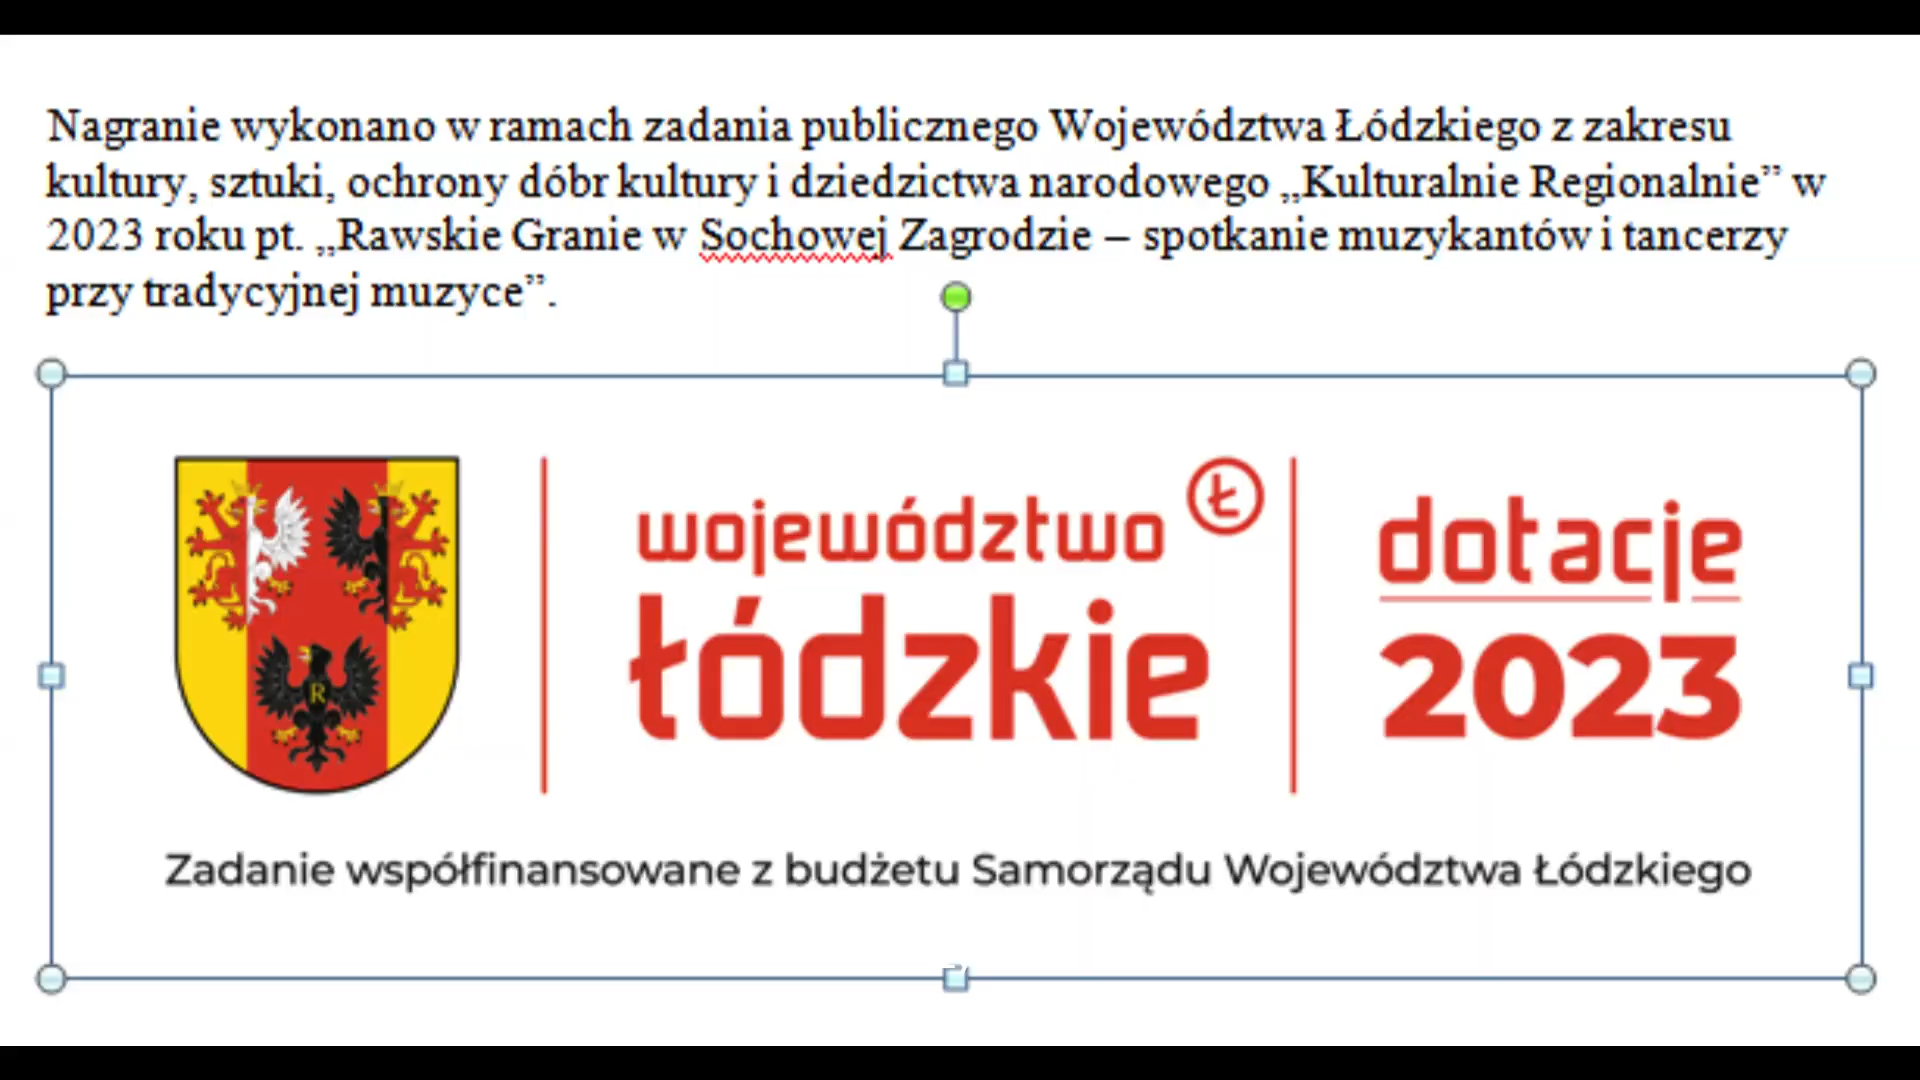 Nagranie wykonano w ramach zadania publicznego Województwa Łódzkiego z zakresu
kultury, sztuki, ochrony dóbr kultury i dziedzictwa narodowego „Kulturalnie Regionalnie” w
2023 roku pt. „Rawskie Granie w Sochowej Zagrodzie – spotkanie muzykantów i tancerzy
przy tradycyjnej muzyce”.
R
województwo Ł
łódzkie
dotacje
2023
Zadanie współfinansowane z budżetu Samorządu Województwa Łódzkiego